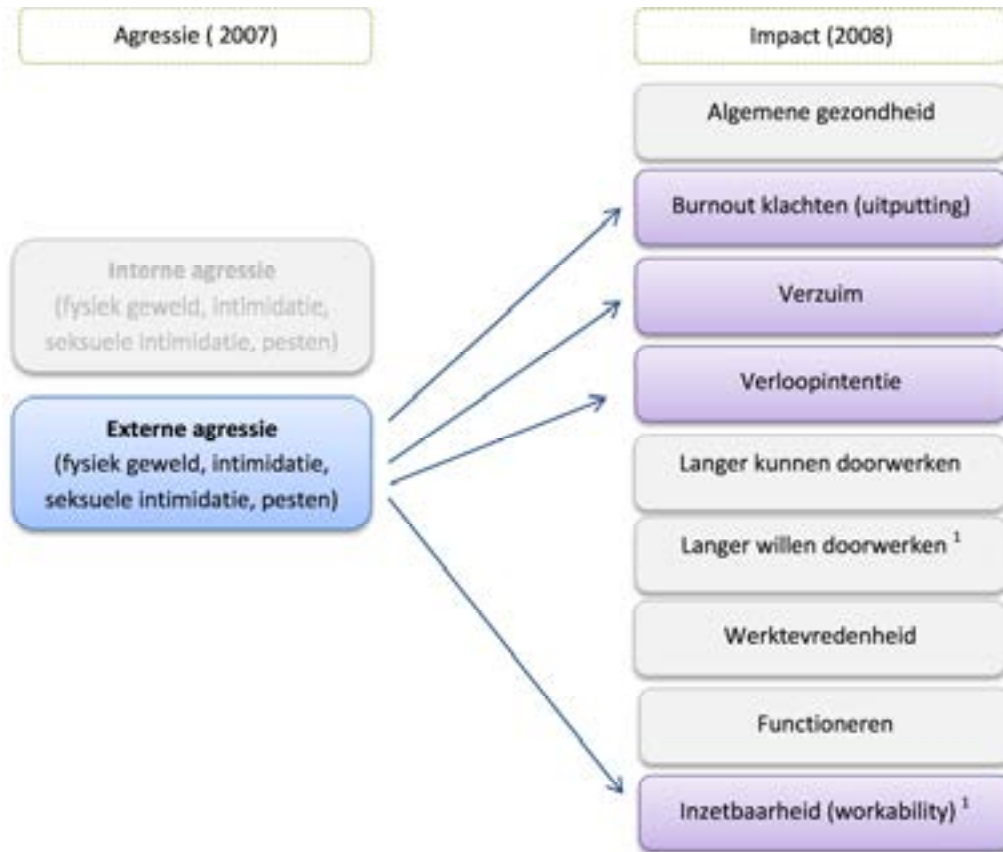 Agressie ( 2007)
Impact (2008)
Interne agressie
(fysiek geweld, intimidatie,
seksuele intimidatie, pesten)
Externe agressie
(fysiek geweld, intimidatie,
seksuele intimidatie, pesten)
Algemene gezondheid
Burnout klachten (uitputting)
Verzuim
Verloopintentie
Langer kunnen doorwerken
Langer willen doorwerken ¹
Werktevredenheid
Functioneren
Inzetbaarheid (workability) ¹